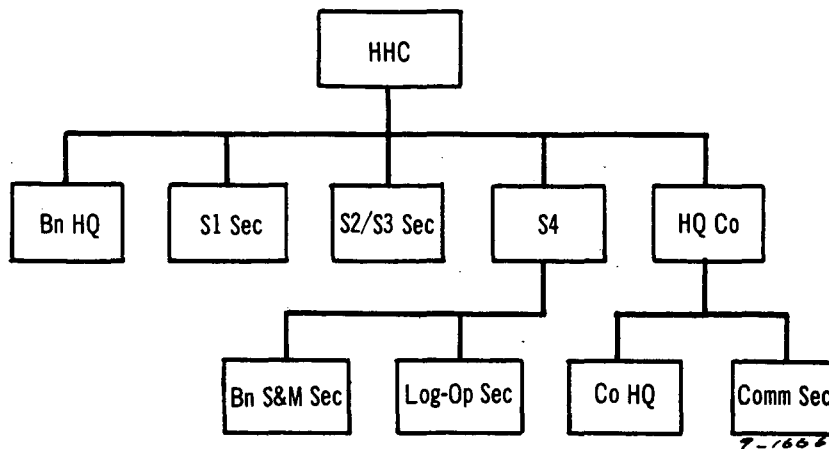 HHC
Bn HQ
S1 Sec
S2/S3 Sec
S4
HQ Co
Bn S&M Sec
Log-Op Sec
Co HQ
Comm Sec